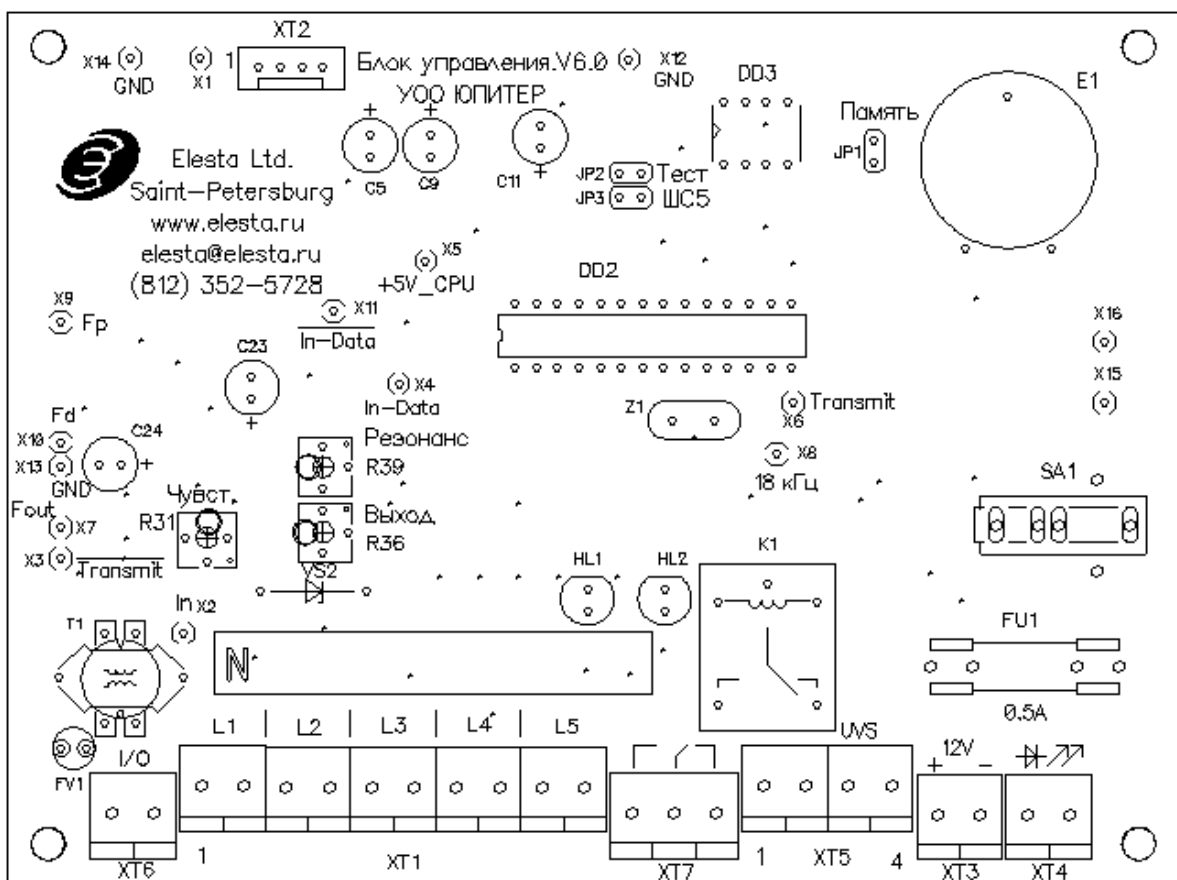 XT2
X14
GND
X1
1
Блок управления.V6.0
УОО ЮПИТЕР
X12
GND
DD3
E1
Память
JP1
Elesta Ltd.
Saint-Petersburg
www.elesta.ru
elesta@elesta.ru
(812) 352-5728
+
C5
+
C9
C11
+
JP2
Тест
JP3
ШС5
X5
+5V_CPU
DD2
X9
Fp
X11
In-Data
X16
C23
+
X4
In-Data
Z1
Transmit
X6
X15
Fd
X10
X13
GND
C24
+
Резонанс
R39
X8
18 кГц
SA1
Fout
X7
X3
Transmit
Чувст
R31
Выход
R36
VS2
HL1
HL2
K1
In
X2
T1
N
FU1
0.5A
FV1
I/O
L1
L2
L3
L4
L5
UVS
+ 12V -
XT6
1
XT1
XT7
1
XT5
4
XT3
XT4